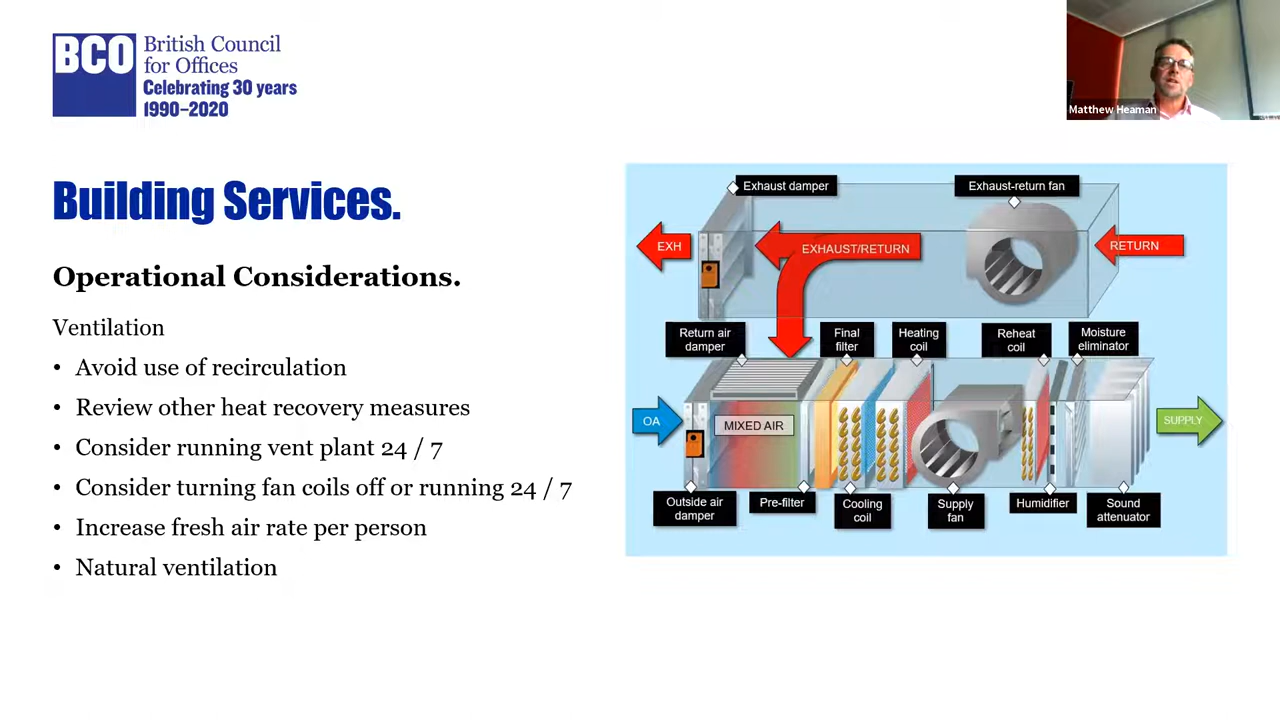 BCO
British Council
for Offices
Celebrating 30 years
1990–2020
Matthew Heaman
Building Services.
Operational Considerations.
Ventilation
• Avoid use of recirculation
• Review other heat recovery measures
• Consider running vent plant 24 / 7
• Consider turning fan coils off or running 24 / 7
• Increase fresh air rate per person
• Natural ventilation
Exhaust damper
Exhaust-return fan
EXH
EXHAUST/RETURN
RETURN
Return air
damper
Final
filter
Heating
coil
Reheat
coil
Moisture
eliminator
OA
MIXED AIR
SUPPLY
Outside air
damper
Pre-filter
Cooling
coil
Supply
fan
Humidifier
Sound
attenuator